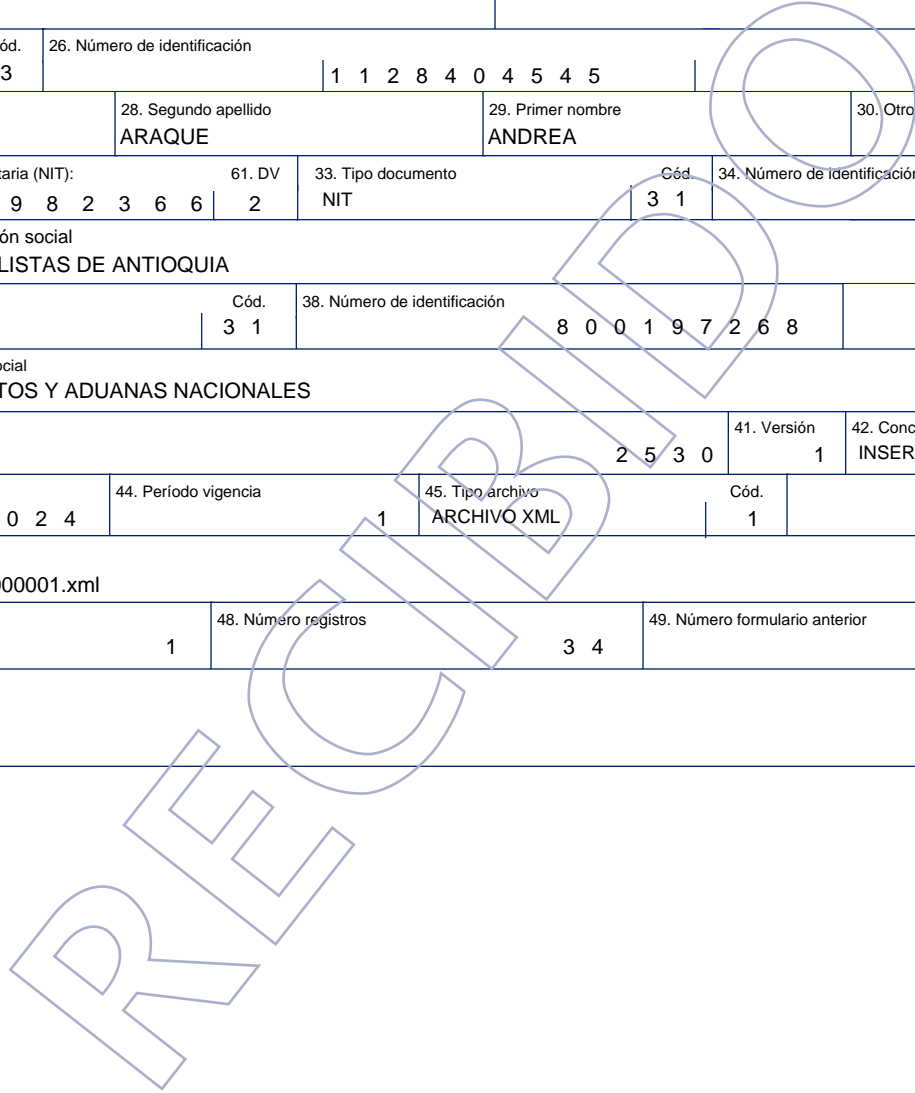 ód. 26. Número de identificación
3 1 1 2 8 4 0 4 5 4 5
28. Segundo apellido 29. Primer nombre 30. Otro
ARAQUE ANDREA
taria (NIT): 61. DV 33. Tipo documento Cód. 34. Número de identificación
9 8 2 3 6 6 2 NIT 3 1
ón social
LISTAS DE ANTIOQUIA
Cód. 38. Número de identificación
3 1 8 0 0 1 9 7 2 6 8
ocial
TOS Y ADUANAS NACIONALES
41. Versión 42. Conc
2 5 3 0 1 INSER
44. Período vigencia 45. Tipo archivo Cód.
0 2 4 1 ARCHIVO XML 1
000001.xml
48. Número registros 49. Número formulario anterior
1 3 4
RECIBIDO